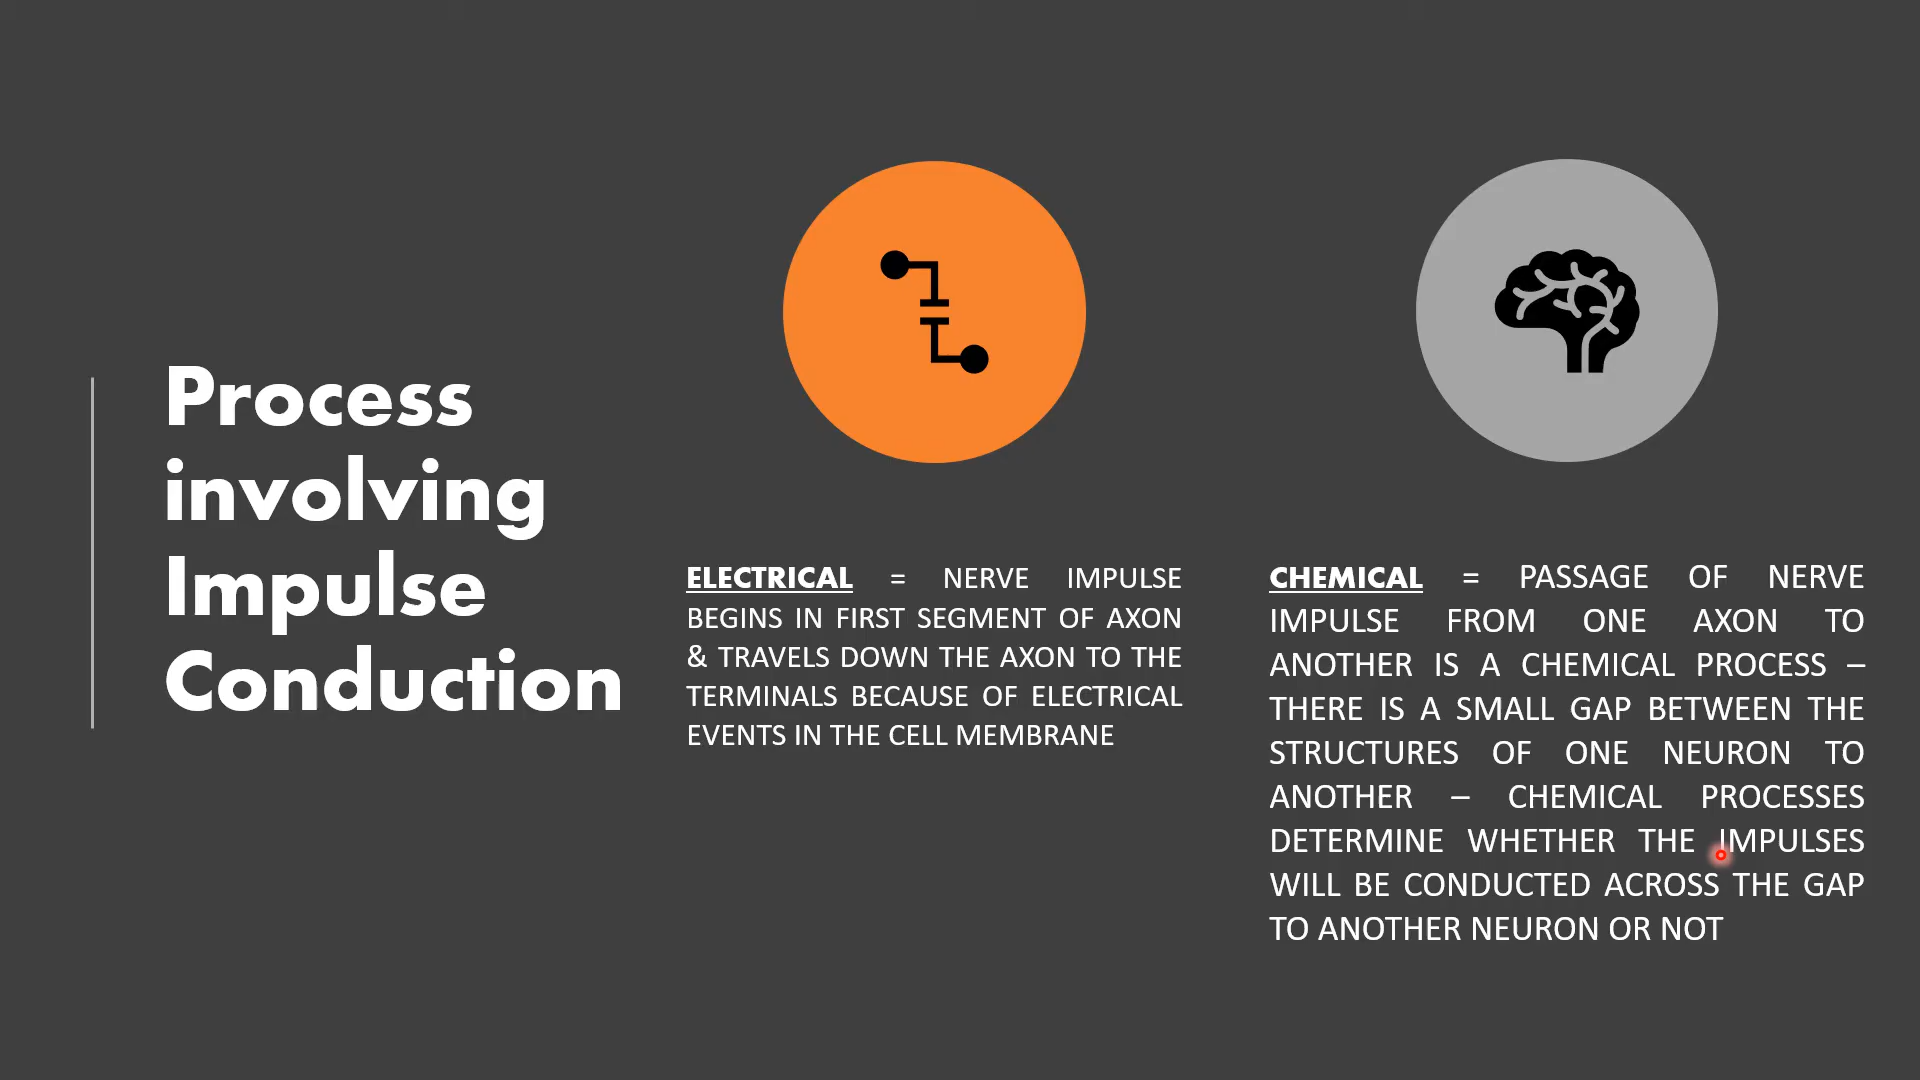 Process
involving
Impulse
Conduction
ELECTRICAL = NERVE IMPULSE
BEGINS IN FIRST SEGMENT OF AXON
& TRAVELS DOWN THE AXON TO THE
TERMINALS BECAUSE OF ELECTRICAL
EVENTS IN THE CELL MEMBRANE
CHEMICAL = PASSAGE OF NERVE
IMPULSE FROM ONE AXON TO
ANOTHER IS A CHEMICAL PROCESS –
THERE IS A SMALL GAP BETWEEN THE
STRUCTURES OF ONE NEURON TO
ANOTHER – CHEMICAL PROCESSES
DETERMINE WHETHER THE IMPULSES
WILL BE CONDUCTED ACROSS THE GAP
TO ANOTHER NEURON OR NOT